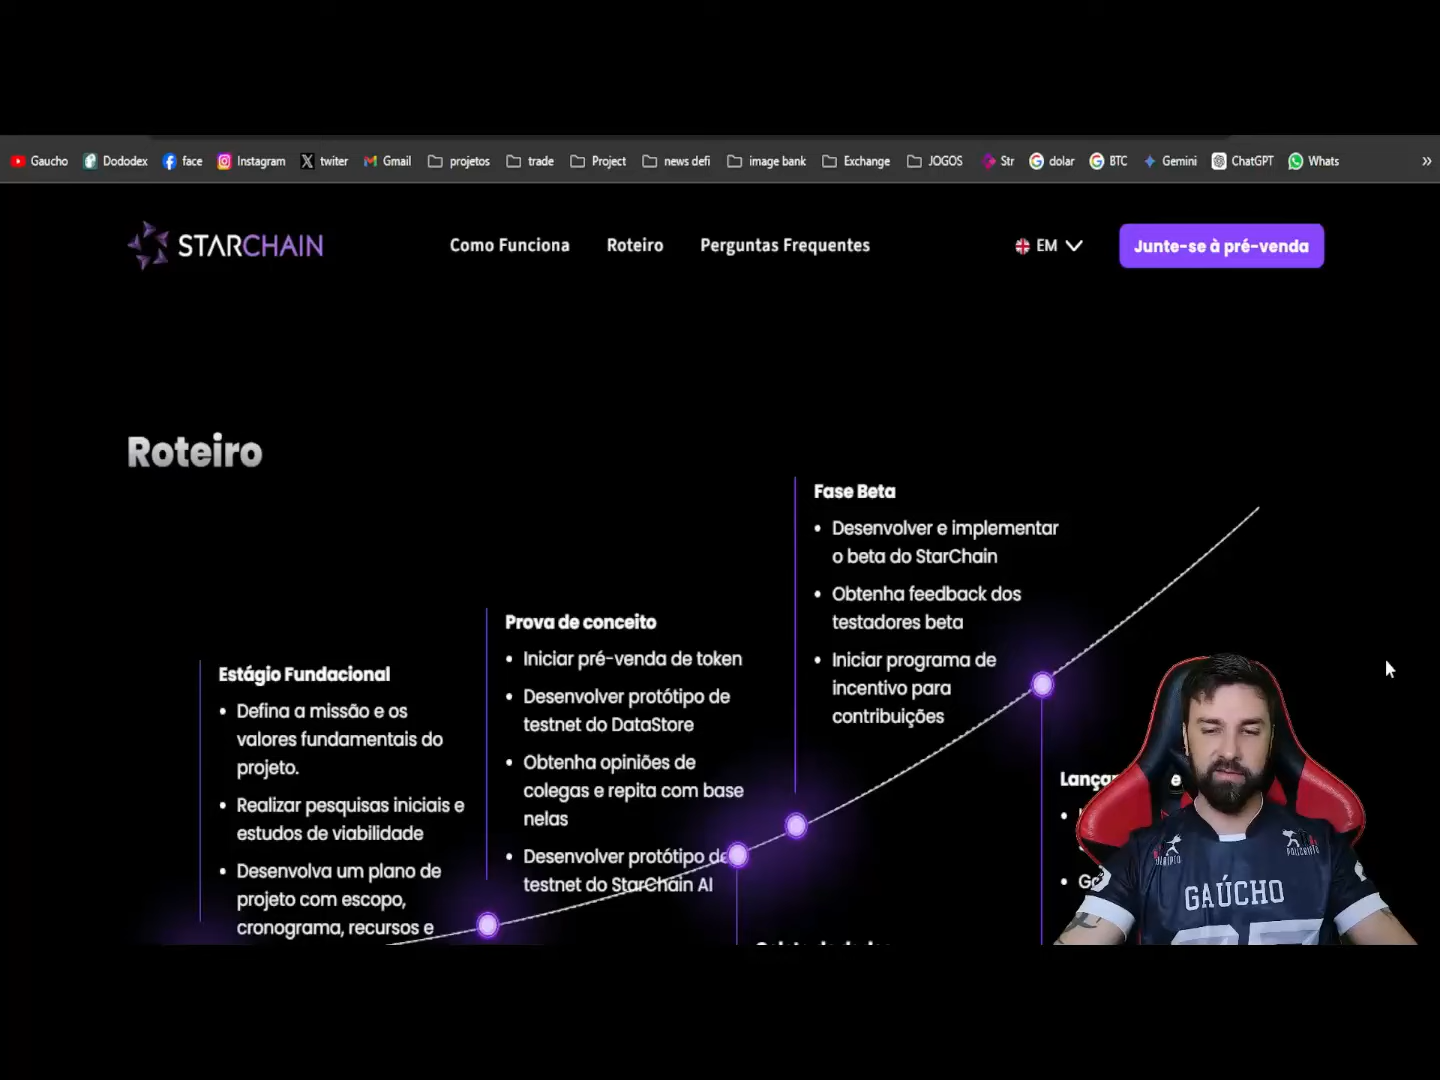 Gaucho Dododex face Instagram twiter Gmail projetos trade Project news defi image bank Exchange JOGOS Str dolar BTC Gemini ChatGPT Whats »
STARCHAIN
Como Funciona Roteiro Perguntas Frequentes
EM
Junte-se à pré-venda
Roteiro
Estágio Fundacional
• Defina a missão e os
valores fundamentais do
projeto.
• Realizar pesquisas iniciais e
estudos de viabilidade
• Desenvolva um plano de
projeto com escopo,
cronograma, recursos e
Prova de conceito
• Iniciar pré-venda de token
• Desenvolver protótipo de
testnet do DataStore
• Obtenha opiniões de
colegas e repita com base
nelas
• Desenvolver protótipo de
testnet do StarChain AI
Fase Beta
• Desenvolver e implementar
o beta do StarChain
• Obtenha feedback dos
testadores beta
• Iniciar programa de
incentivo para
contribuições
GAÚCHO